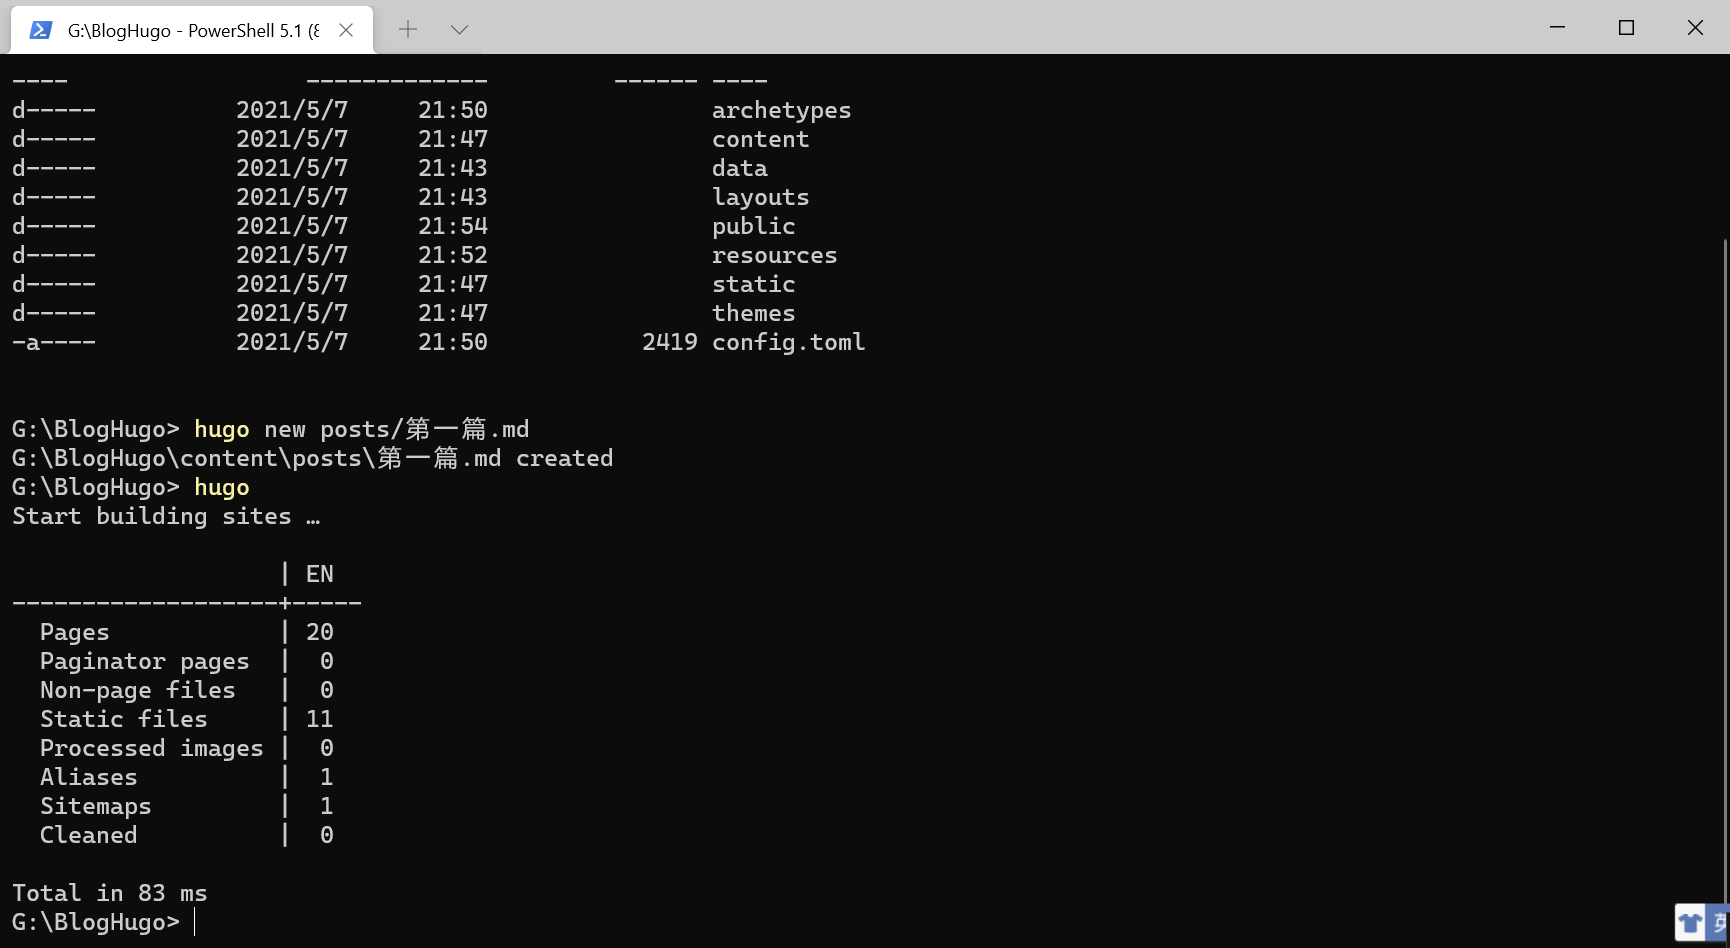 G:\BlogHugo - PowerShell 5.1 (
----                 -------------         ------ ----
d-----          2021/5/7     21:50                archetypes
d-----          2021/5/7     21:47                content
d-----          2021/5/7     21:43                data
d-----          2021/5/7     21:43                layouts
d-----          2021/5/7     21:54                public
d-----          2021/5/7     21:52                resources
d-----          2021/5/7     21:47                static
d-----          2021/5/7     21:47                themes
-a----          2021/5/7     21:50           2419 config.toml
G:\BlogHugo> hugo new posts/第一篇.md
G:\BlogHugo\content\posts\第一篇.md created
G:\BlogHugo> hugo
Start building sites …
                   | EN
-------------------+-----
  Pages            | 20
  Paginator pages  |  0
  Non-page files   |  0
  Static files     | 11
  Processed images |  0
  Aliases          |  1
  Sitemaps         |  1
  Cleaned          |  0
Total in 83 ms
G:\BlogHugo>
英